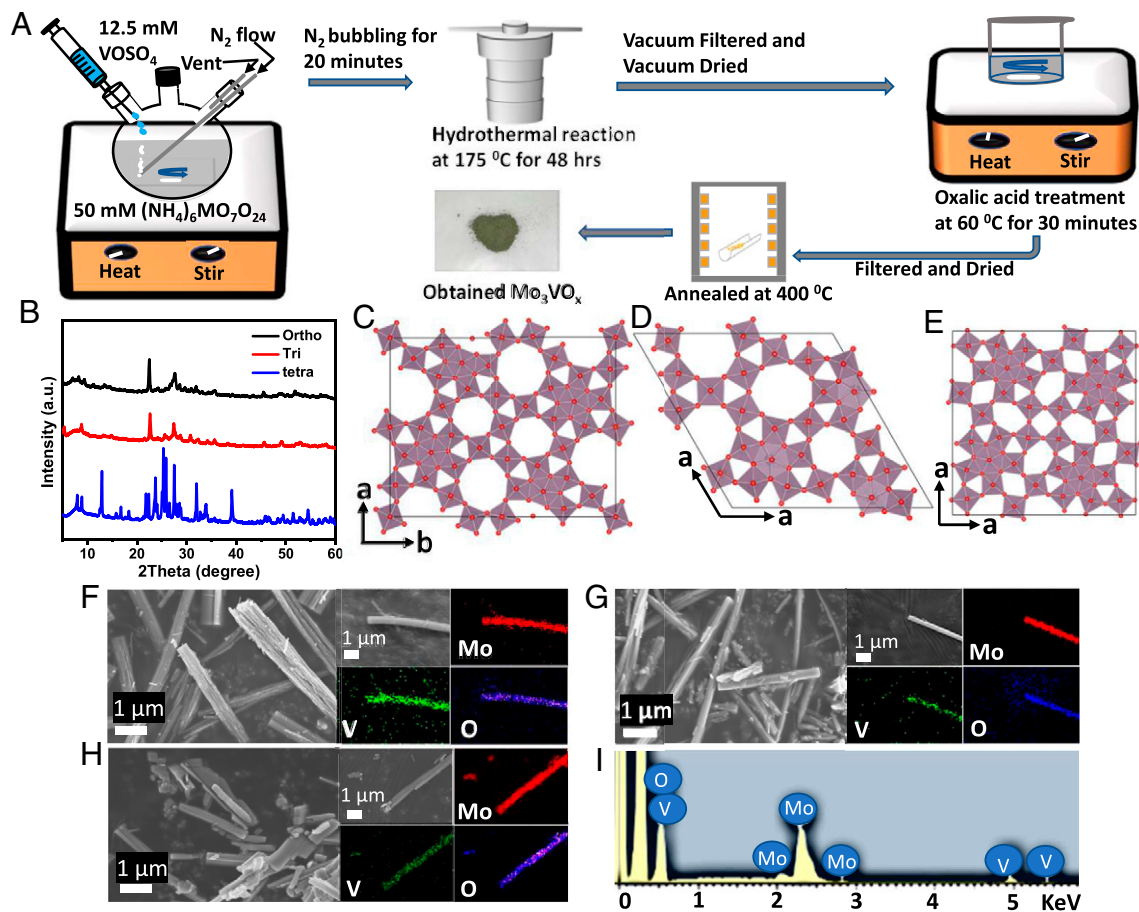 A
12.5 mM
VOSO4
N2 flow
Vent
50 mM (NH4)6MO7O24
Heat
Stir
N2 bubbling for
20 minutes
Hydrothermal reaction
at 175 ⁰C for 48 hrs
Vacuum Filtered and
Vacuum Dried
Heat
Stir
Oxalic acid treatment
at 60 ⁰C for 30 minutes
Filtered and Dried
Annealed at 400 ⁰C
Obtained Mo3VOx
B
Ortho
Tri
tetra
Intensity (a.u.)
10 20 30 40 50 60
2Theta (degree)
C
a
b
D
a
a
E
a
a
F
1 µm
1 µm
Mo
V
O
G
1 µm
1 µm
Mo
V
O
H
1 µm
1 µm
Mo
V
O
I
O
V
Mo
Mo
Mo
V
V
0 1 2 3 4 5 KeV